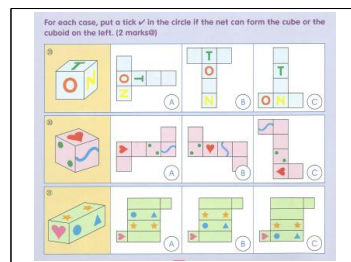 For each case, put a tick ✔ in the circle if the net can form the cube or the
cuboid on the left. (2 marks@)
T
O N
O T
N
A
T
O
N
B
T
O N
C
A
B
C
A
B
C